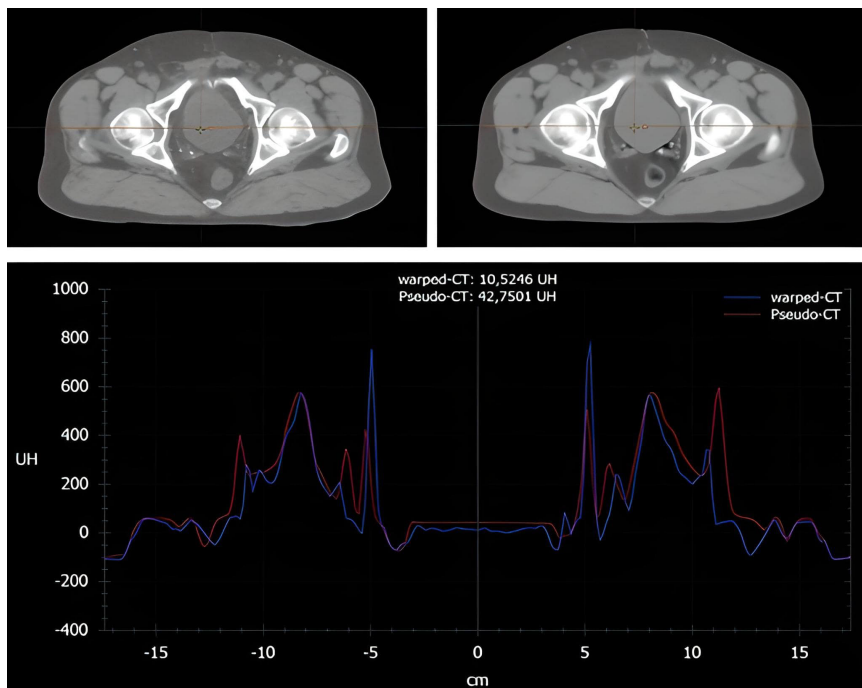 warped-CT: 10,5246 UH
Pseudo-CT: 42,7501 UH
warped-CT
Pseudo-CT
1000
800
600
400
UH
200
0
-200
-400
-15 -10 -5 0 5 10 15
cm